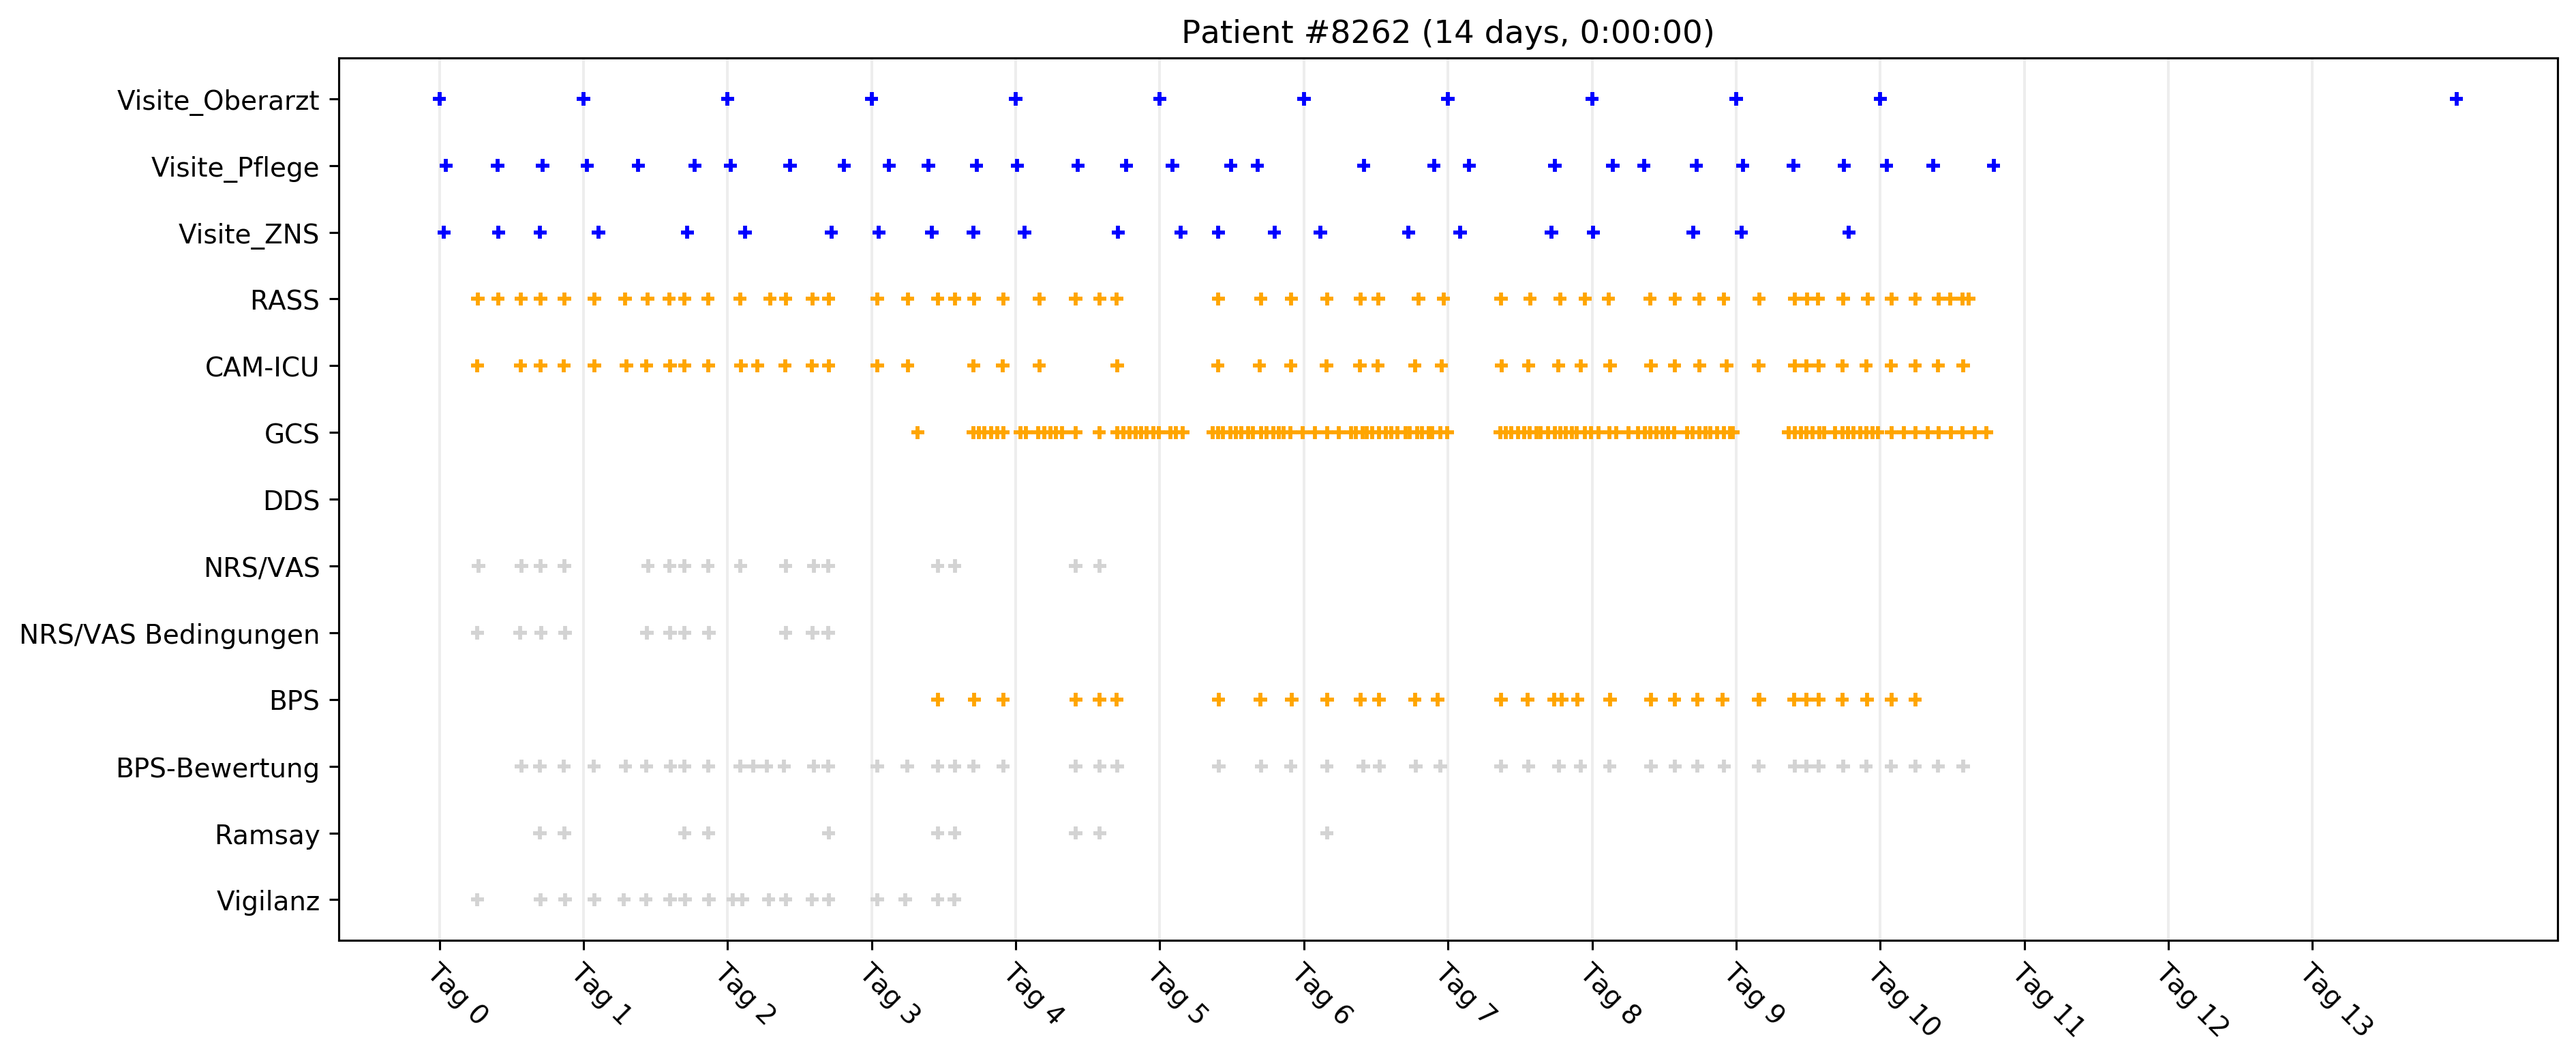 Patient #8262 (14 days, 0:00:00)
Visite_Oberarzt
Visite_Pflege
Visite_ZNS
RASS
CAM-ICU
GCS
DDS
NRS/VAS
NRS/VAS Bedingungen
BPS
BPS-Bewertung
Ramsay
Vigilanz
Tag 0
Tag 1
Tag 2
Tag 3
Tag 4
Tag 5
Tag 6
Tag 7
Tag 8
Tag 9
Tag 10
Tag 11
Tag 12
Tag 13